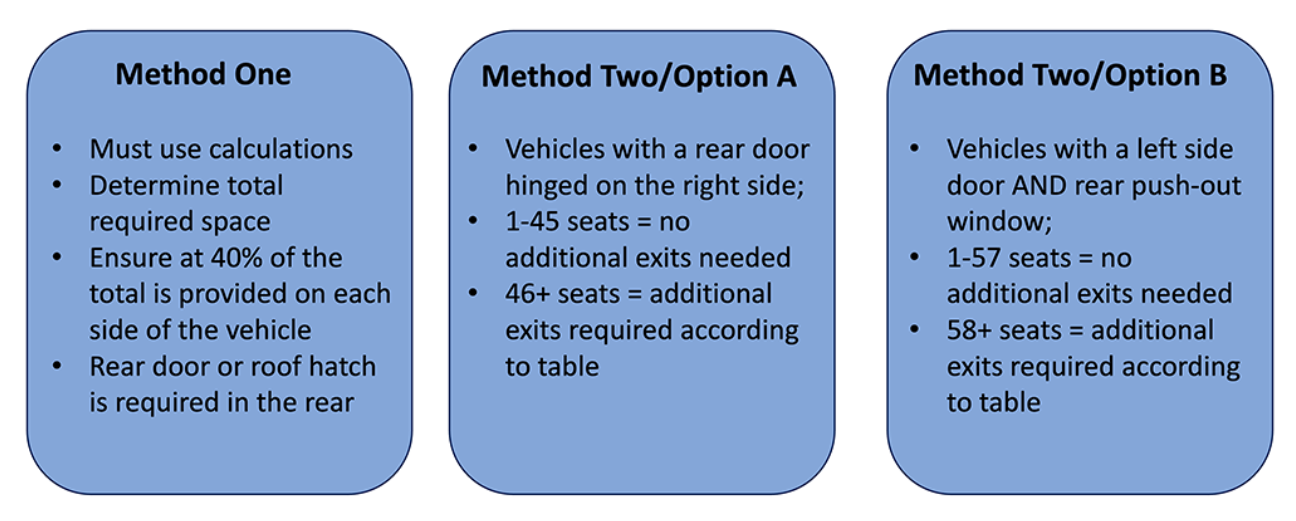 Method One
• Must use calculations
• Determine total
required space
• Ensure at 40% of the
total is provided on each
side of the vehicle
• Rear door or roof hatch
is required in the rear
Method Two/Option A
• Vehicles with a rear door
hinged on the right side;
• 1-45 seats = no
additional exits needed
• 46+ seats = additional
exits required according
to table
Method Two/Option B
• Vehicles with a left side
door AND rear push-out
window;
• 1-57 seats = no
additional exits needed
• 58+ seats = additional
exits required according
to table